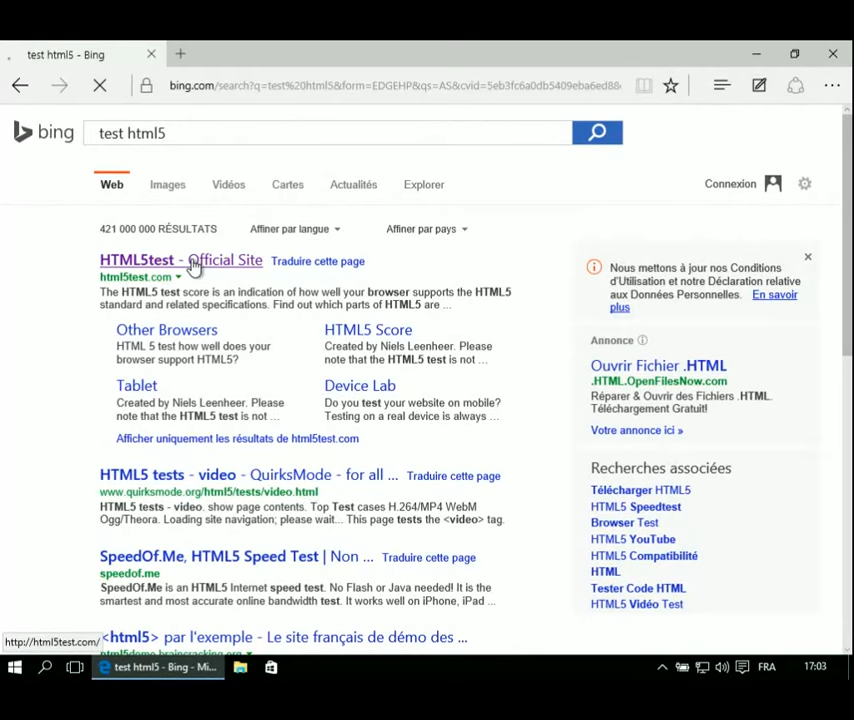 test html5 - Bing
bing.com/search?q=test%20html5&form=EDGEHP&qs=AS&cvid=5eb3fc6a0db5409eba6ed88
bing
test html5
Web Images Vidéos Cartes Actualités Explorer
Connexion
421 000 000 RÉSULTATS Affiner par langue Affiner par pays
HTML5test - Official Site Traduire cette page
html5test.com
The HTML5 test score is an indication of how well your browser supports the HTML5
standard and related specifications. Find out which parts of HTML5 are ...
Other Browsers
HTML 5 test how well does your
browser support HTML5?
HTML5 Score
Created by Niels Leenheer. Please
note that the HTML5 test is not ...
Tablet
Created by Niels Leenheer. Please
note that the HTML5 test is not ...
Device Lab
Do you test your website on mobile?
Testing on a real device is always ...
Afficher uniquement les résultats de html5test.com
HTML5 tests - video - QuirksMode - for all ... Traduire cette page
www.quirksmode.org/html5/tests/video.html
HTML5 tests - video. show page contents. Top Test cases H.264/MP4 WebM
Ogg/Theora. Loading site navigation; please wait... This page tests the <video> tag.
SpeedOf.Me, HTML5 Speed Test | Non ... Traduire cette page
speedof.me
SpeedOf.Me is an HTML5 Internet speed test. No Flash or Java needed! It is the
smartest and most accurate online bandwidth test. It works well on iPhone, iPad ...
<html5> par l'exemple - Le site français de démo des ...
html5demo.braincracking.org
Nous mettons à jour nos Conditions
d'Utilisation et notre Déclaration relative
aux Données Personnelles. En savoir
plus
Annonce
Ouvrir Fichier .HTML
.HTML.OpenFilesNow.com
Réparer & Ouvrir des Fichiers .HTML.
Téléchargement Gratuit!
Votre annonce ici »
Recherches associées
Télécharger HTML5
HTML5 Speedtest
Browser Test
HTML5 YouTube
HTML5 Compatibilité
HTML
Tester Code HTML
HTML5 Vidéo Test
http://html5test.com/
test html5 - Bing - Mi...
FRA
17:03